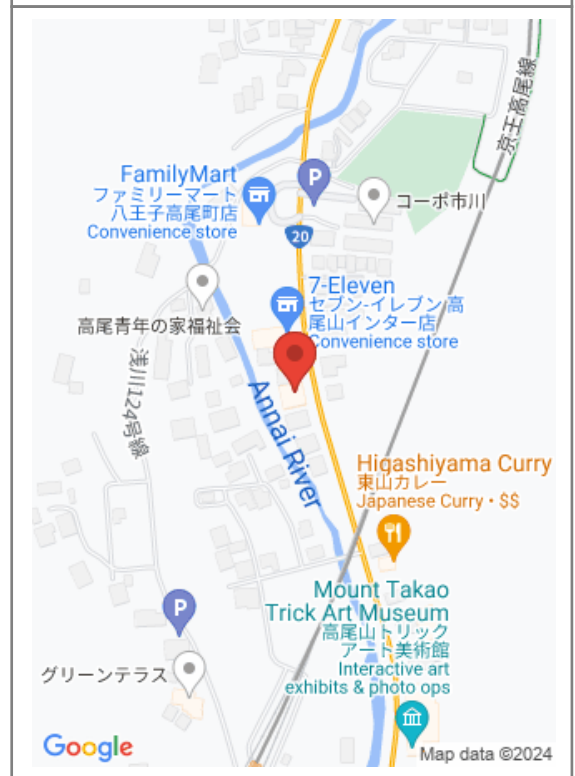 京王高尾線
FamilyMart
ファミリーマート
八王子高尾町店
Convenience store
P
コーポ市川
20
7-Eleven
セブン-イレブン 高
尾山インター店
Convenience store
高尾青年の家福祉会
浅川124号線
Annai River
Higashiyama Curry
東山カレー
Japanese Curry • $$
Mount Takao
Trick Art Museum
高尾山トリック
アート美術館
Interactive art
exhibits & photo ops
P
グリーンテラス
Google
Map data ©2024